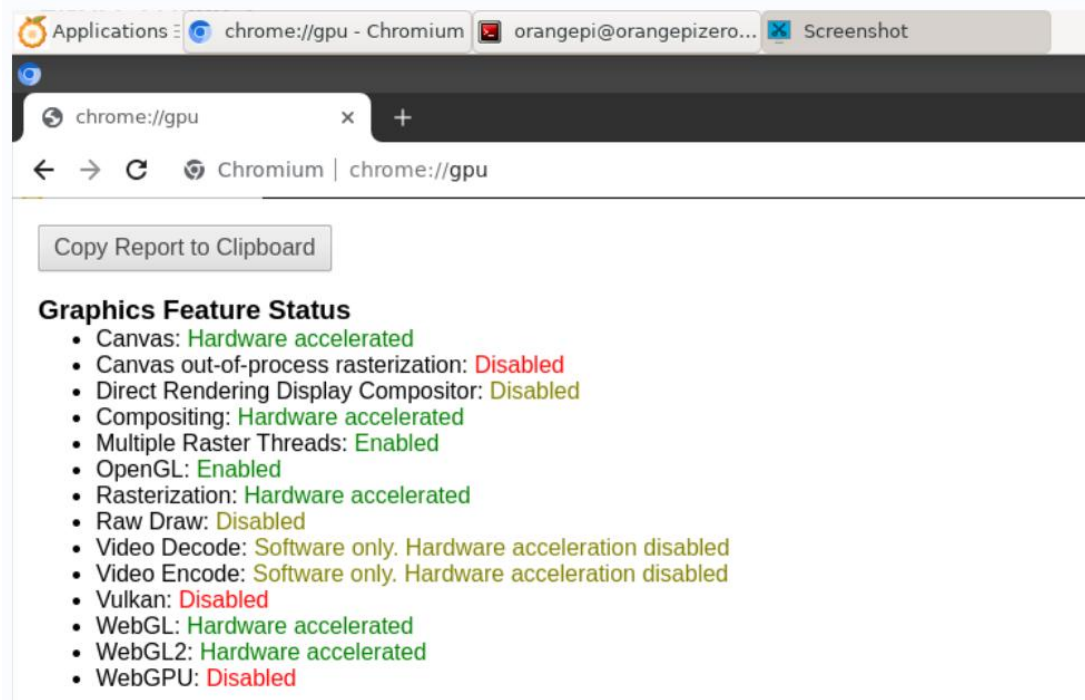 Applications
chrome://gpu - Chromium
orangepi@orangepizero...
Screenshot
chrome://gpu
Chromium | chrome://gpu
Copy Report to Clipboard
Graphics Feature Status
• Canvas: Hardware accelerated
• Canvas out-of-process rasterization: Disabled
• Direct Rendering Display Compositor: Disabled
• Compositing: Hardware accelerated
• Multiple Raster Threads: Enabled
• OpenGL: Enabled
• Rasterization: Hardware accelerated
• Raw Draw: Disabled
• Video Decode: Software only. Hardware acceleration disabled
• Video Encode: Software only. Hardware acceleration disabled
• Vulkan: Disabled
• WebGL: Hardware accelerated
• WebGL2: Hardware accelerated
• WebGPU: Disabled